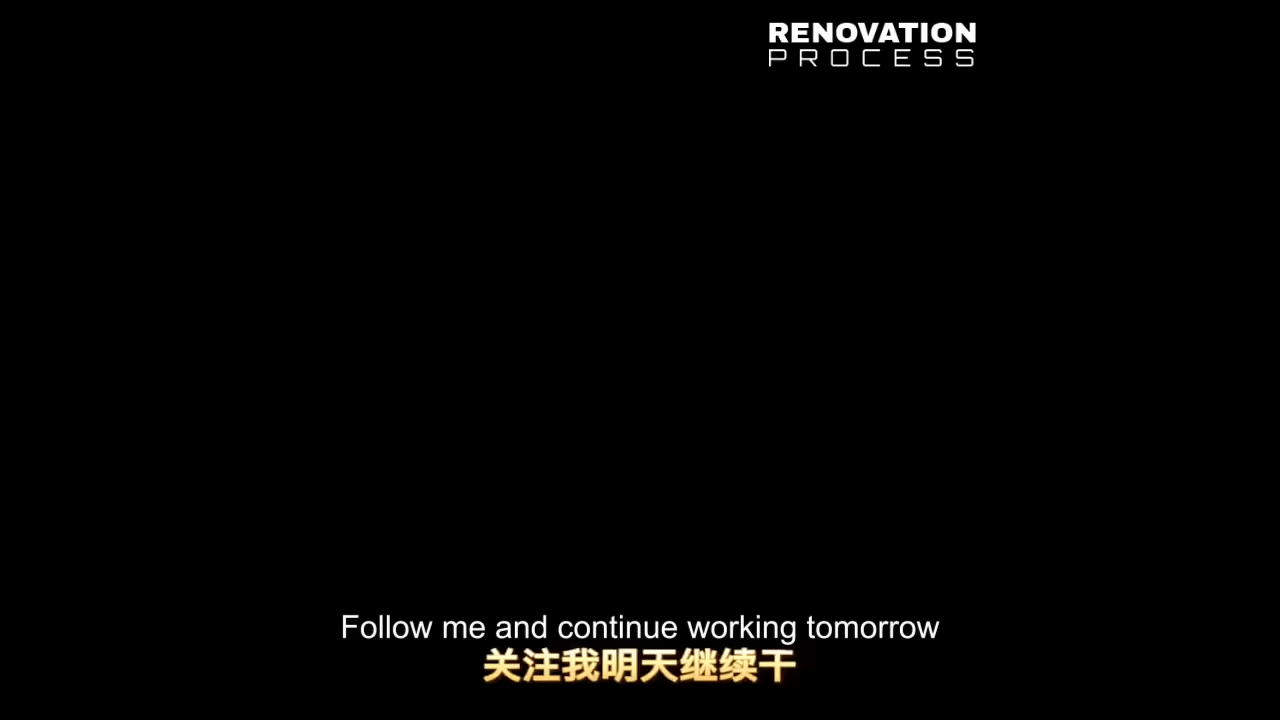 RENOVATION
PROCESS
Follow me and continue working tomorrow
关注我明天继续干